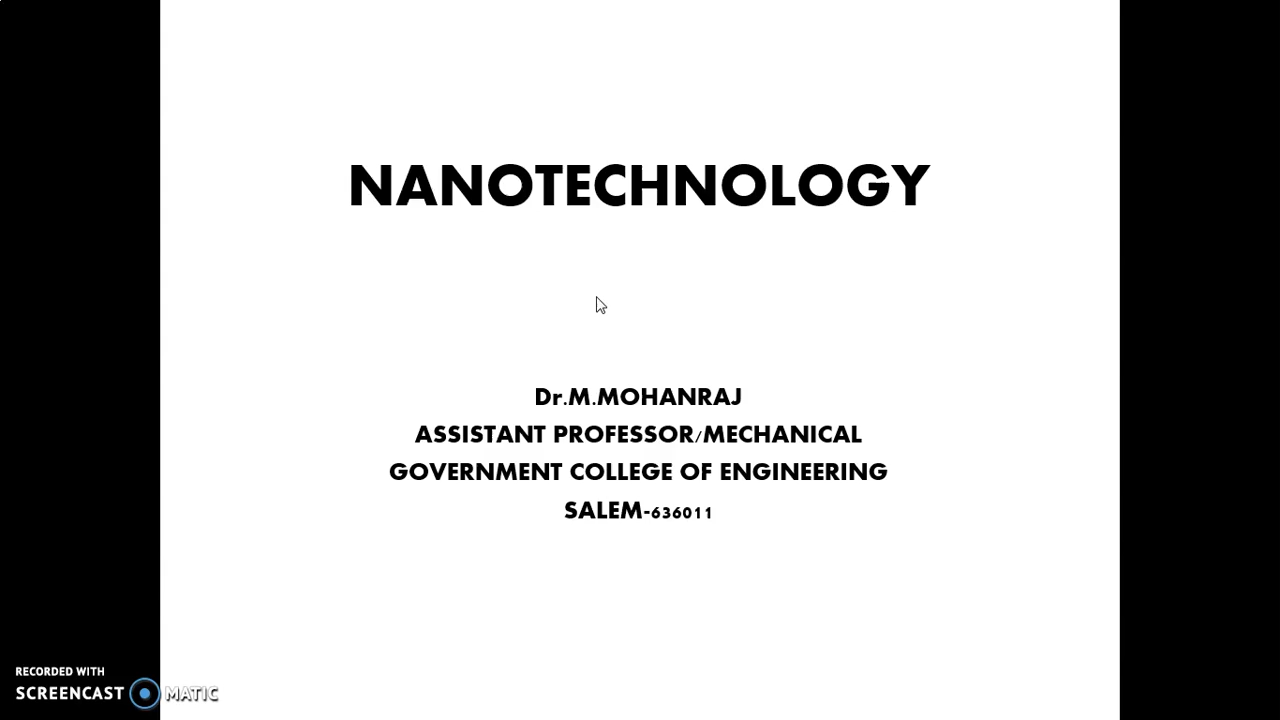 NANOTECHNOLOGY
Dr.M.MOHANRAJ
ASSISTANT PROFESSOR/MECHANICAL
GOVERNMENT COLLEGE OF ENGINEERING
SALEM-636011
RECORDED WITH
SCREENCAST MATIC